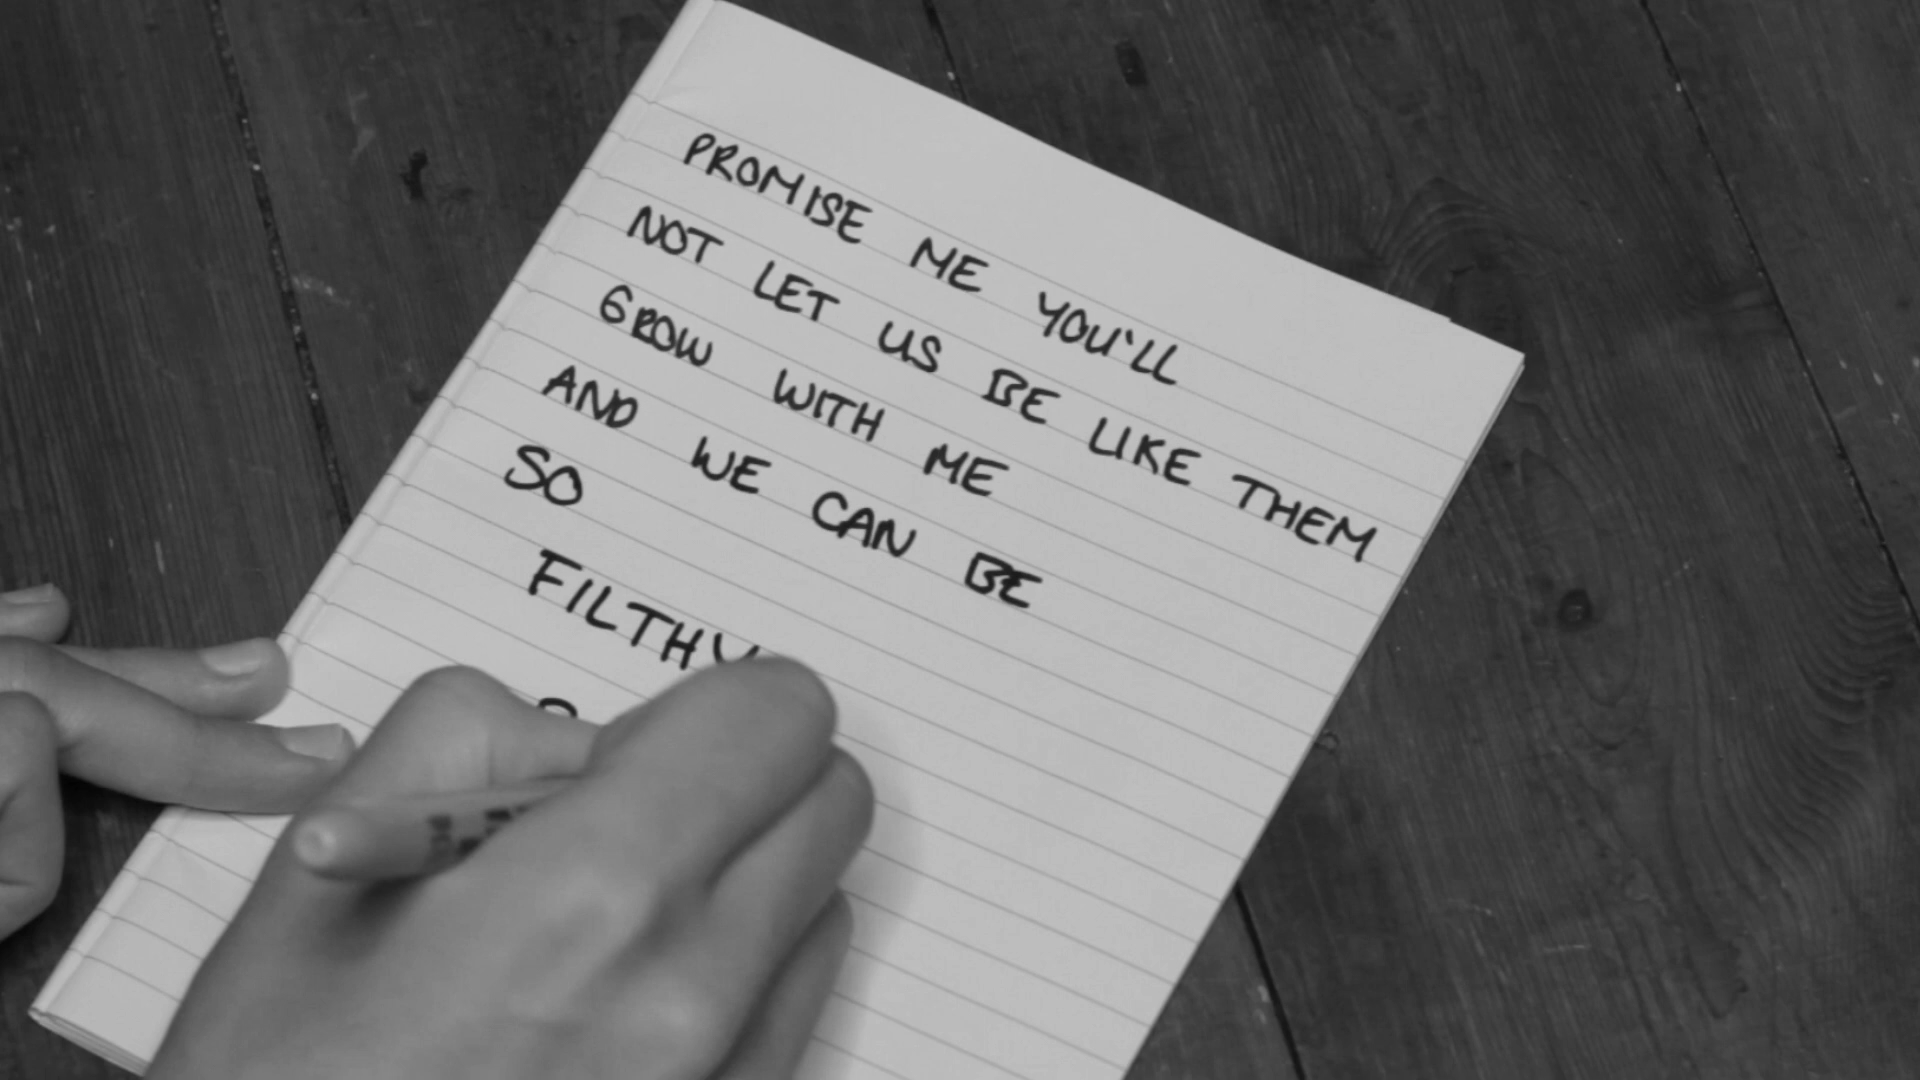 PROMISE ME YOU'LL
NOT LET US BE LIKE THEM
GROW WITH ME
AND WE CAN BE
SO
FILTHY